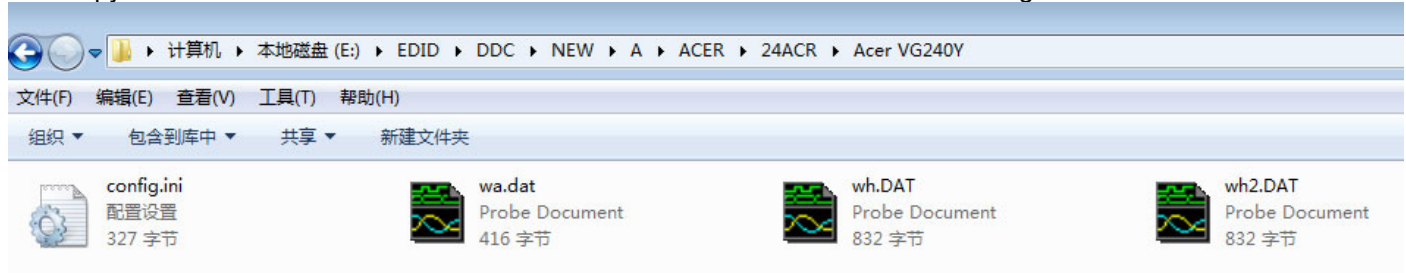 计算机 ▸ 本地磁盘 (E:) ▸ EDID ▸ DDC ▸ NEW ▸ A ▸ ACER ▸ 24ACR ▸ Acer VG240Y
文件(F) 编辑(E) 查看(V) 工具(T) 帮助(H)
组织 包含到库中 共享 新建文件夹
config.ini
配置设置
327 字节
wa.dat
Probe Document
416 字节
wh.DAT
Probe Document
832 字节
wh2.DAT
Probe Document
832 字节